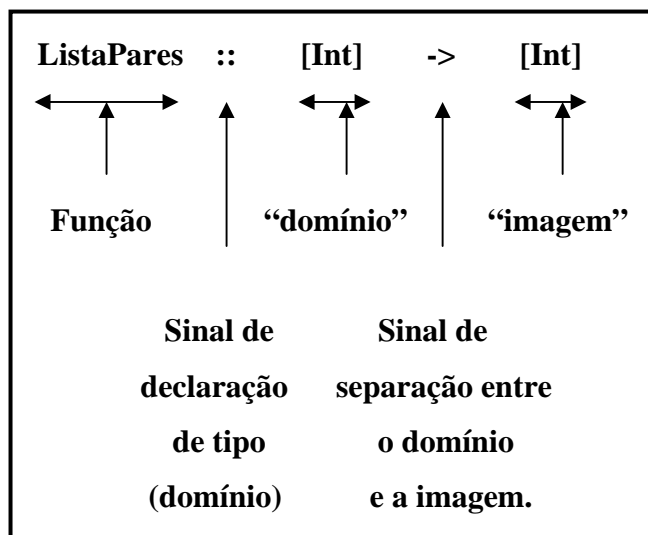 ListaPares :: [Int] -> [Int]
Função “domínio” “imagem”
Sinal de Sinal de
declaração separação entre
de tipo o domínio
(domínio) e a imagem.